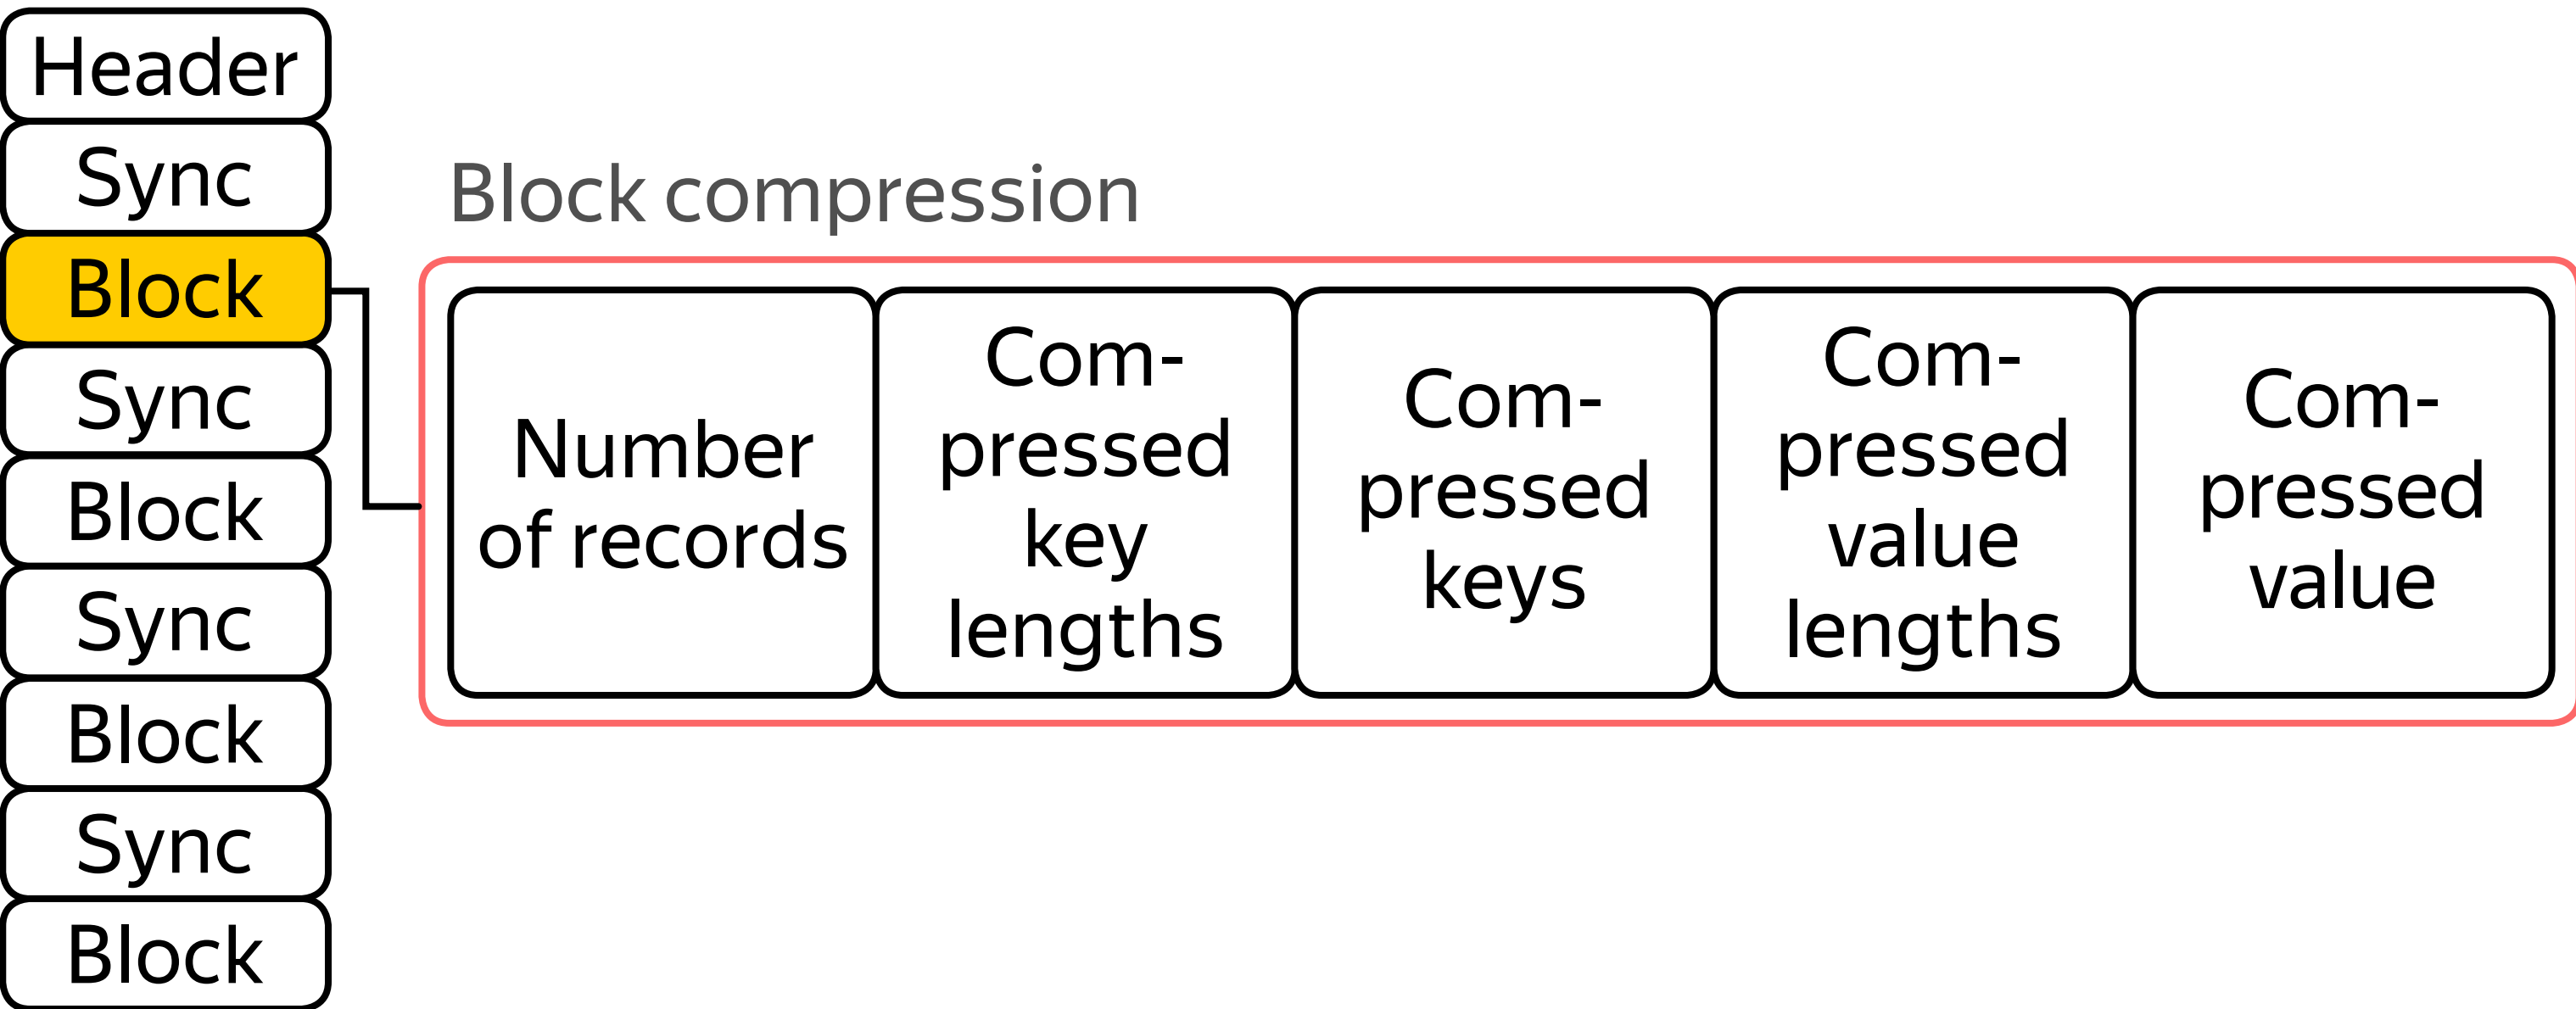 Header
Sync
Block
Sync
Block
Sync
Block
Sync
Block
Block compression
Number
of records
Com-
pressed
key
lengths
Com-
pressed
keys
Com-
pressed
value
lengths
Com-
pressed
value